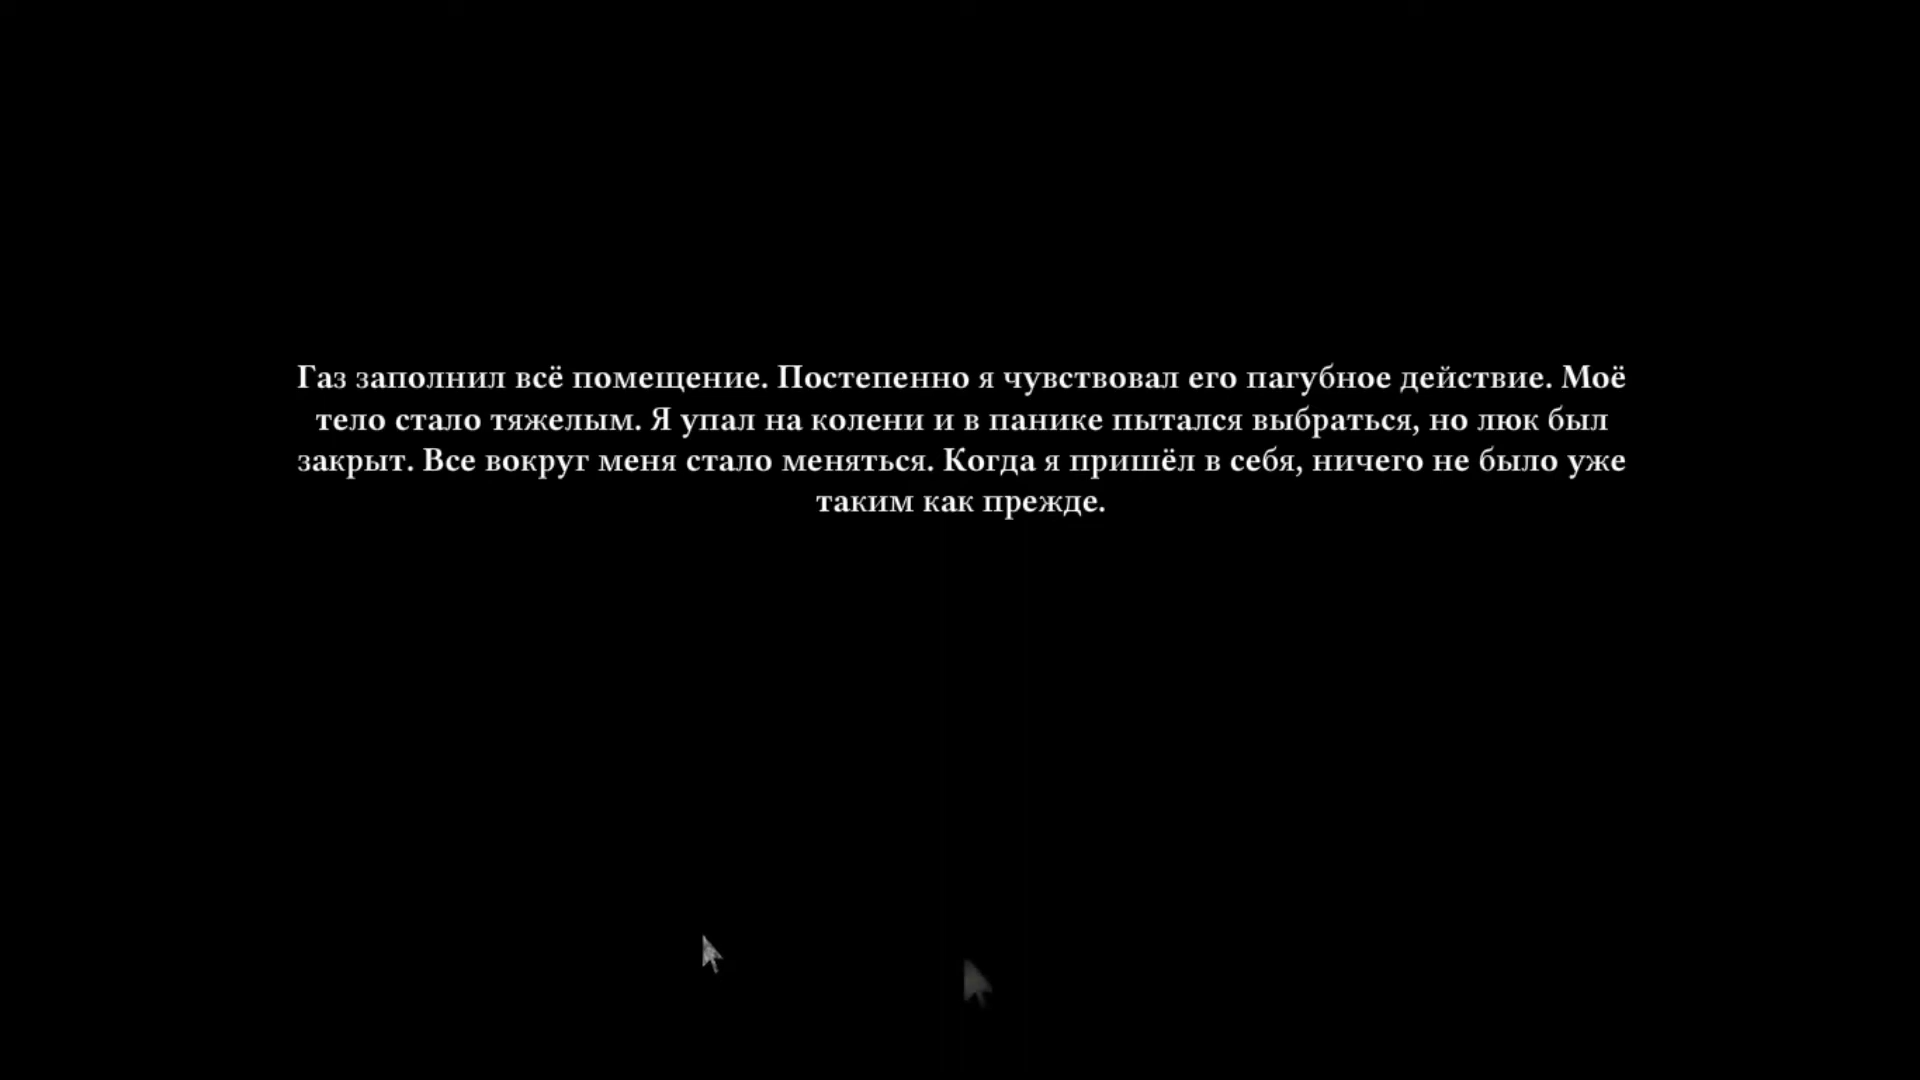 Газ заполнил всё помещение. Постепенно я чувствовал его пагубное действие. Моё
тело стало тяжелым. Я упал на колени и в панике пытался выбраться, но люк был
закрыт. Все вокруг меня стало меняться. Когда я пришёл в себя, ничего не было уже
таким как прежде.